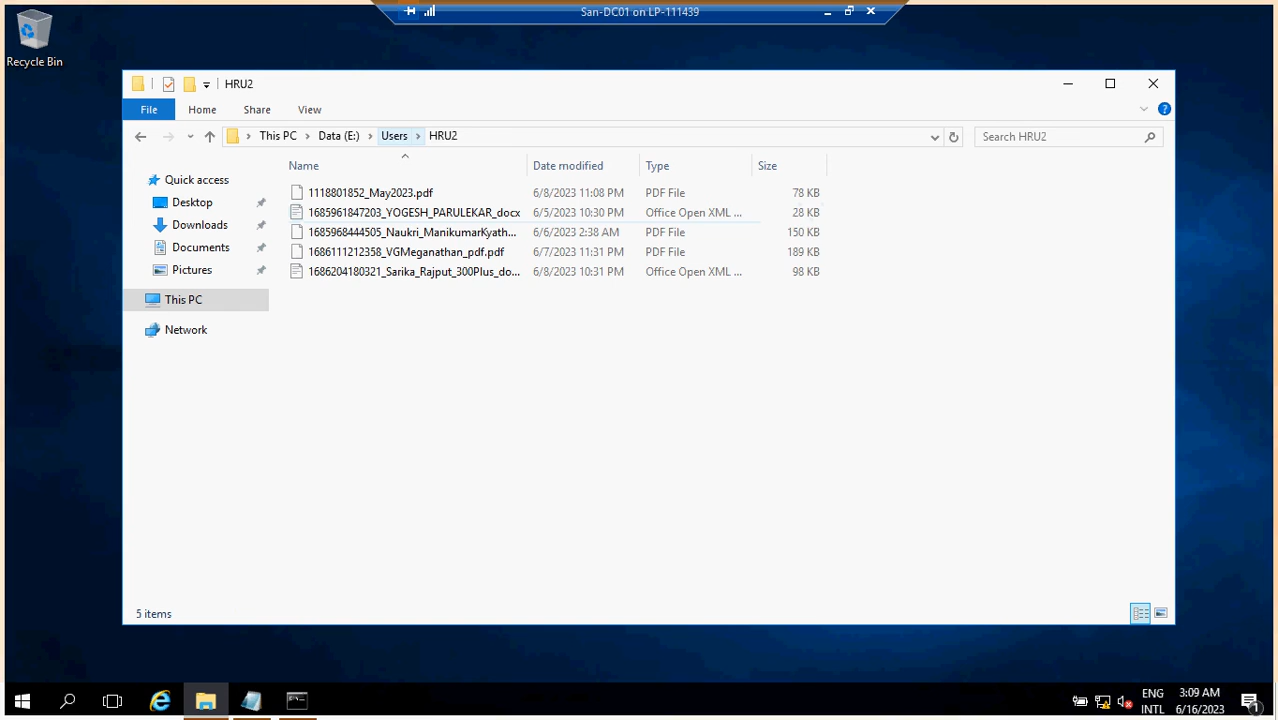 San-DC01 on LP-111439
Recycle Bin
HRU2
File Home Share View
This PC Data (E:) Users HRU2
Search HRU2
Name Date modified Type Size
Quick access
Desktop
Downloads
Documents
Pictures
This PC
Network
1118801852_May2023.pdf 6/8/2023 11:08 PM PDF File 78 KB
1685961847203_YOGESH_PARULEKAR_docx 6/5/2023 10:30 PM Office Open XML ... 28 KB
1685968444505_Naukri_ManikumarKyath... 6/6/2023 2:38 AM PDF File 150 KB
1686111212358_VGMeganathan_pdf.pdf 6/7/2023 11:31 PM PDF File 189 KB
1686204180321_Sarika_Rajput_300Plus_do... 6/8/2023 10:31 PM Office Open XML ... 98 KB
5 items
ENG 3:09 AM
INTL 6/16/2023
1